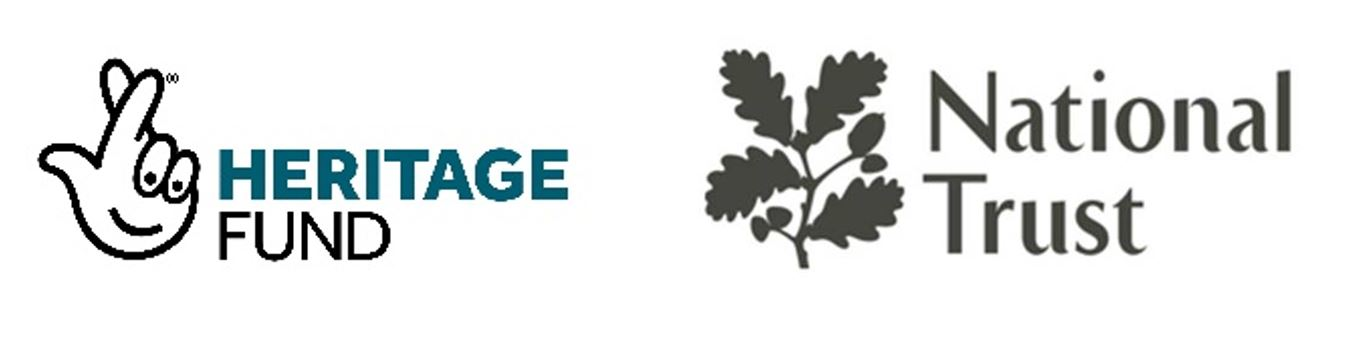 HERITAGE
FUND
National
Trust